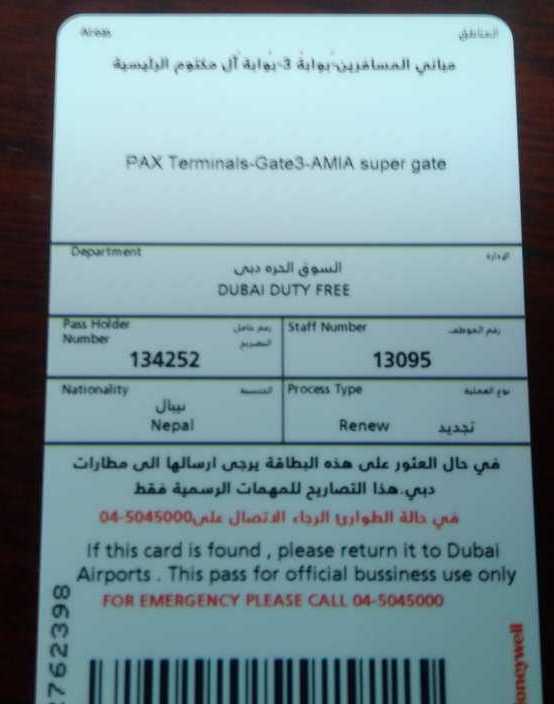 Areas المناطق
مباني المسافرين-بوابة 3-بوابة آل مكتوم الرئيسية
PAX Terminals-Gate3-AMIA super gate
Department الإدارة
السوق الحره دبي
DUBAI DUTY FREE
Pass Holder Number رقم حامل التصريح
134252
Staff Number رقم الموظف
13095
Nationality الجنسية
نيبال
Nepal
Process Type نوع العملية
Renew تجديد
في حال العثور على هذه البطاقة يرجى ارسالها الى مطارات
دبي.هذا التصاريح للمهمات الرسمية فقط
في حالة الطوارئ الرجاء الاتصال على04-5045000
If this card is found , please return it to Dubai
Airports . This pass for official bussiness use only
FOR EMERGENCY PLEASE CALL 04-5045000
2762398
oneywell